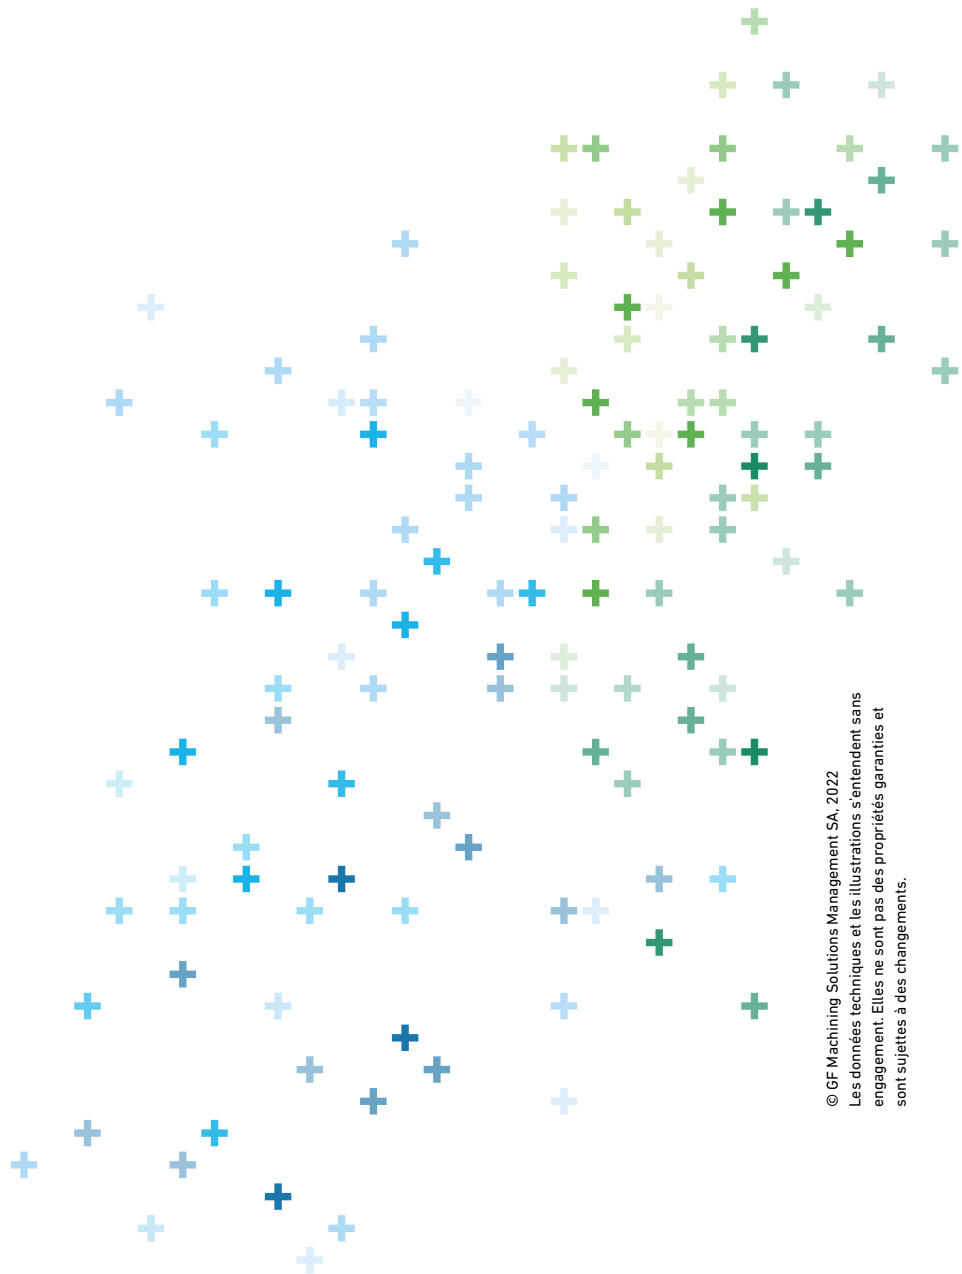 © GF Machining Solutions Management SA, 2022
Les données techniques et les illustrations s'entendent sans
engagement. Elles ne sont pas des propriétés garanties et
sont sujettes à des changements.